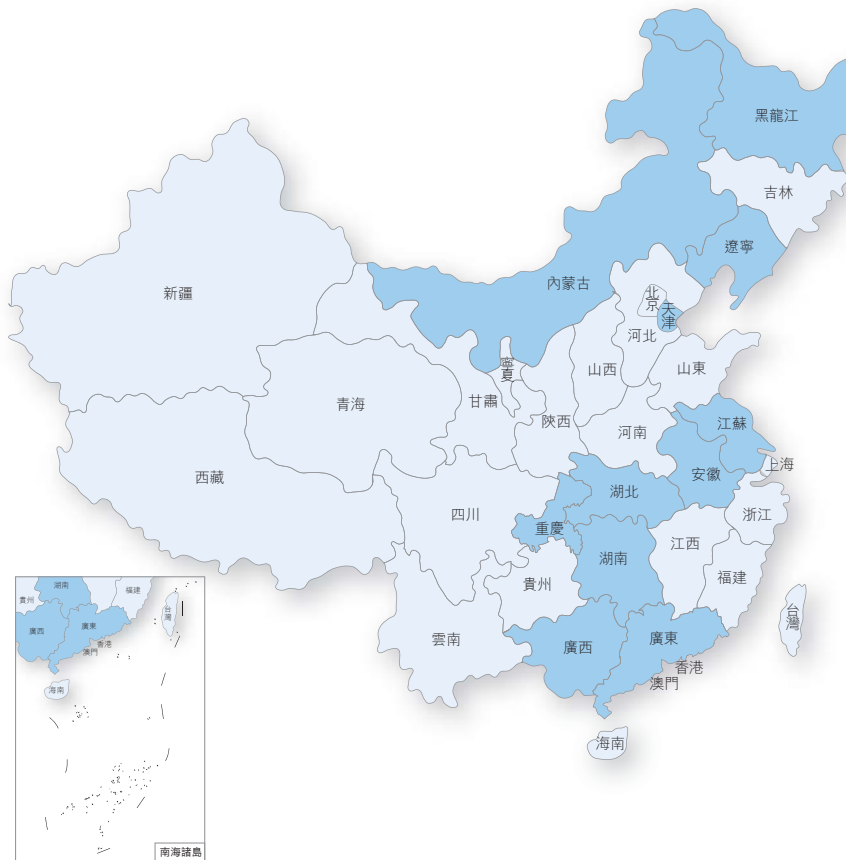 黑龍江
吉林
遼寧
內蒙古
新疆
北京
天津
河北
山西
山東
寧夏
甘肅
青海
陝西
河南
江蘇
西藏
安徽
上海
湖北
四川
重慶
浙江
江西
湖南
福建
貴州
台灣
雲南
廣西
廣東
香港
澳門
海南
湖南
貴州
福建
台灣
廣西
廣東
香港
澳門
海南
南海諸島